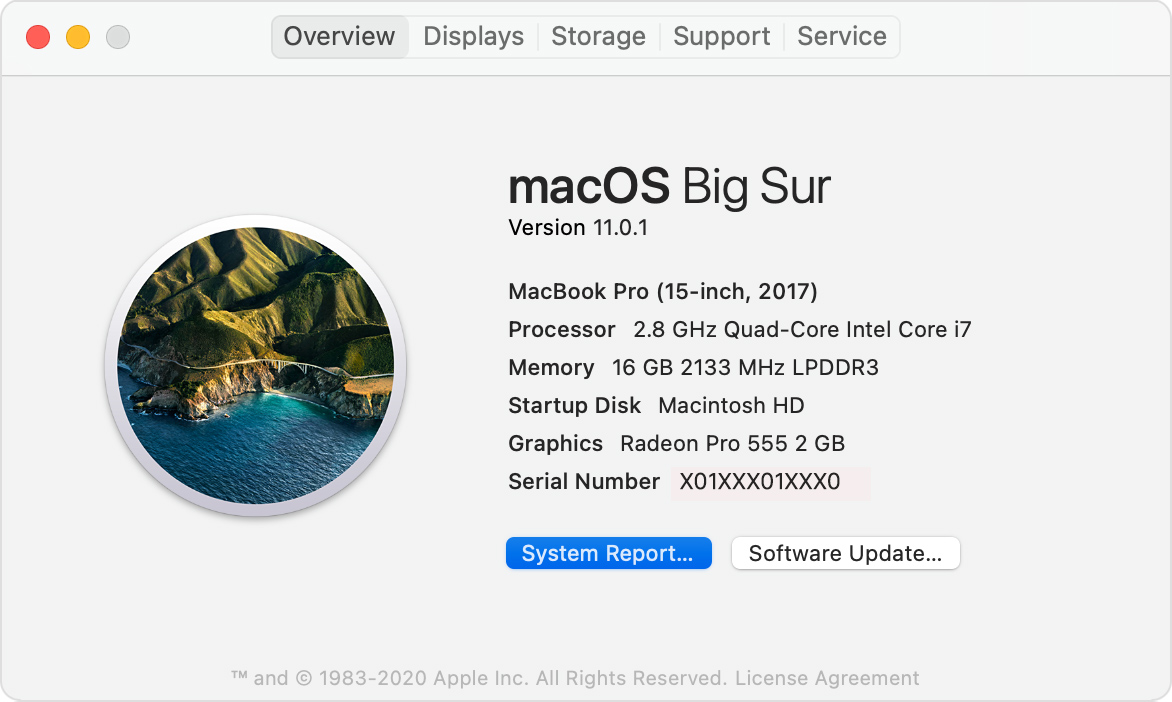 Overview Displays Storage Support Service
macOS Big Sur
Version 11.0.1
MacBook Pro (15-inch, 2017)
Processor 2.8 GHz Quad-Core Intel Core i7
Memory 16 GB 2133 MHz LPDDR3
Startup Disk Macintosh HD
Graphics Radeon Pro 555 2 GB
Serial Number X01XXX01XXX0
System Report... Software Update...
™ and © 1983-2020 Apple Inc. All Rights Reserved. License Agreement